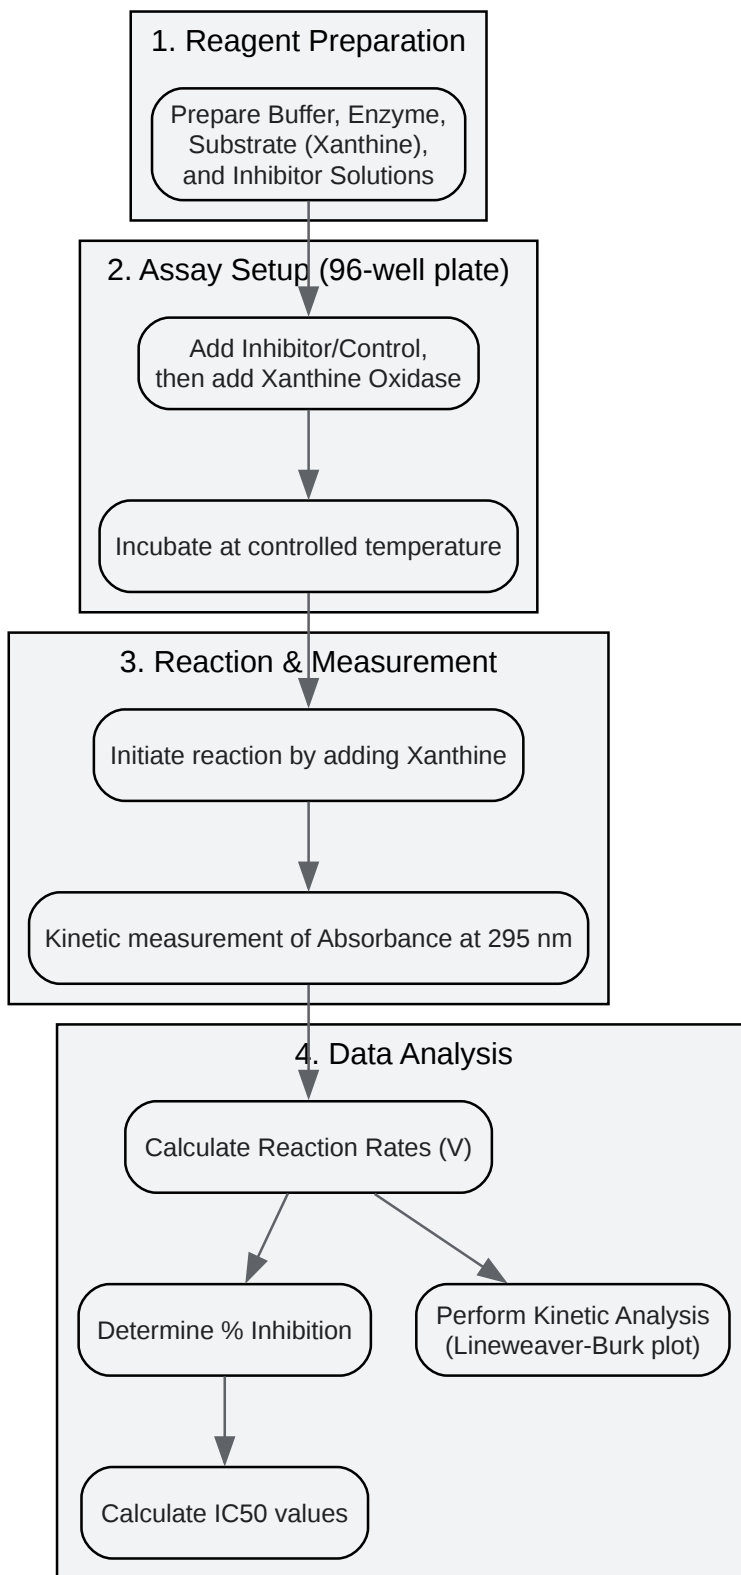 1. Reagent Preparation
Prepare Buffer, Enzyme,
Substrate (Xanthine),
and Inhibitor Solutions
2. Assay Setup (96-well plate)
Add Inhibitor/Control,
then add Xanthine Oxidase
Incubate at controlled temperature
3. Reaction & Measurement
Initiate reaction by adding Xanthine
Kinetic measurement of Absorbance at 295 nm
4. Data Analysis
Calculate Reaction Rates (V)
Determine % Inhibition
Perform Kinetic Analysis
(Lineweaver-Burk plot)
Calculate IC50 values